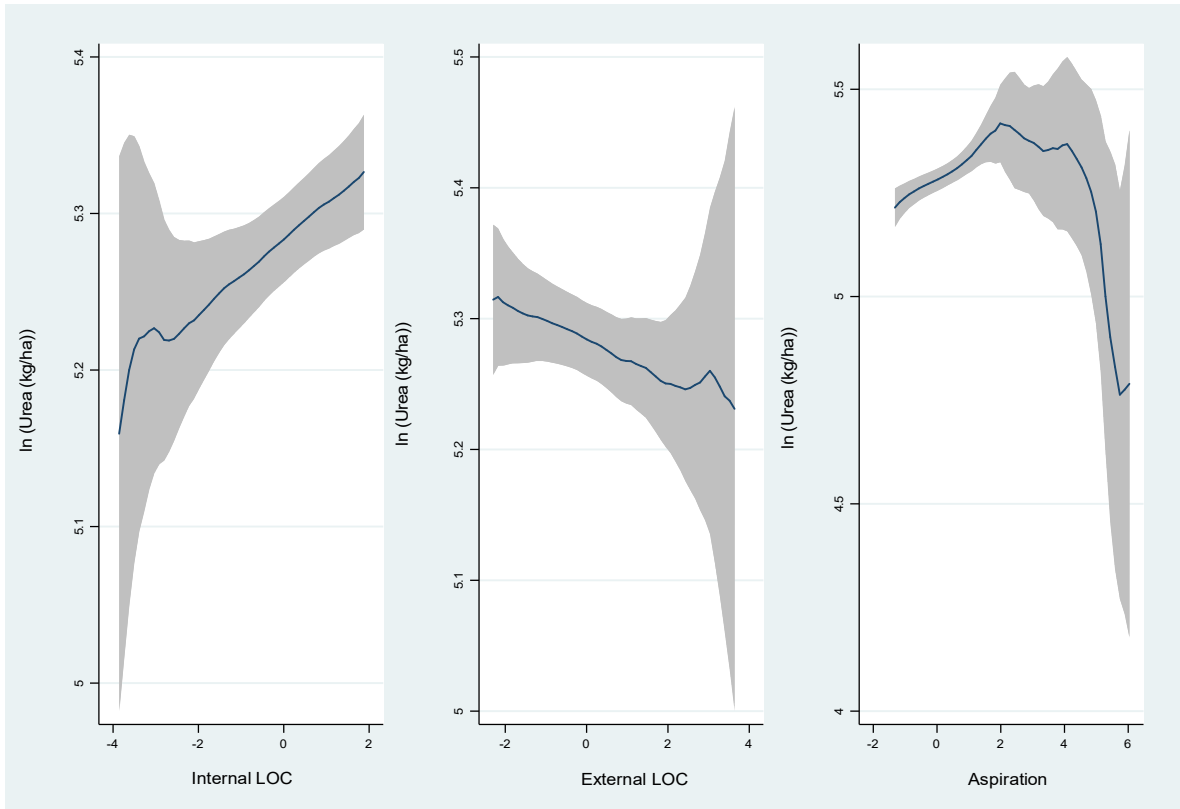 ln (Urea (kg/ha))
5.4
5.3
5.2
5.1
5
-4 -2 0 2
Internal LOC
ln (Urea (kg/ha))
5.5
5.4
5.3
5.2
5.1
5
-2 0 2 4
External LOC
ln (Urea (kg/ha))
5.5
5
4.5
4
-2 0 2 4 6
Aspiration